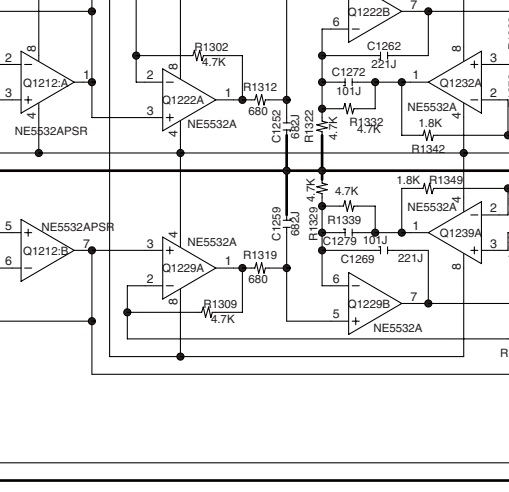 7
Q1222B
6
8
R1302
4.7K
8
C1262
221J
8
2
Q1212:A
1
3
4
NE5532APSR
2
Q1222A
1
3
NE5532A
4
R1312
680
C1252
682J
R1322
4.7K
C1272
101J
R1332
4.7K
1
Q1232A
3
2
NE5532A
4
1.8K
R1342
5
NE5532APSR
Q1212:B
7
6
4
NE5532A
3
Q1229A
1
2
8
R1319
680
R1309
4.7K
C1259
682J
4.7K
R1329
4.7K
R1339
C1279
101J
C1269
221J
1.8K
R1349
4
NE5532A
2
1
Q1239A
3
8
6
Q1229B
7
5
NE5532A
R